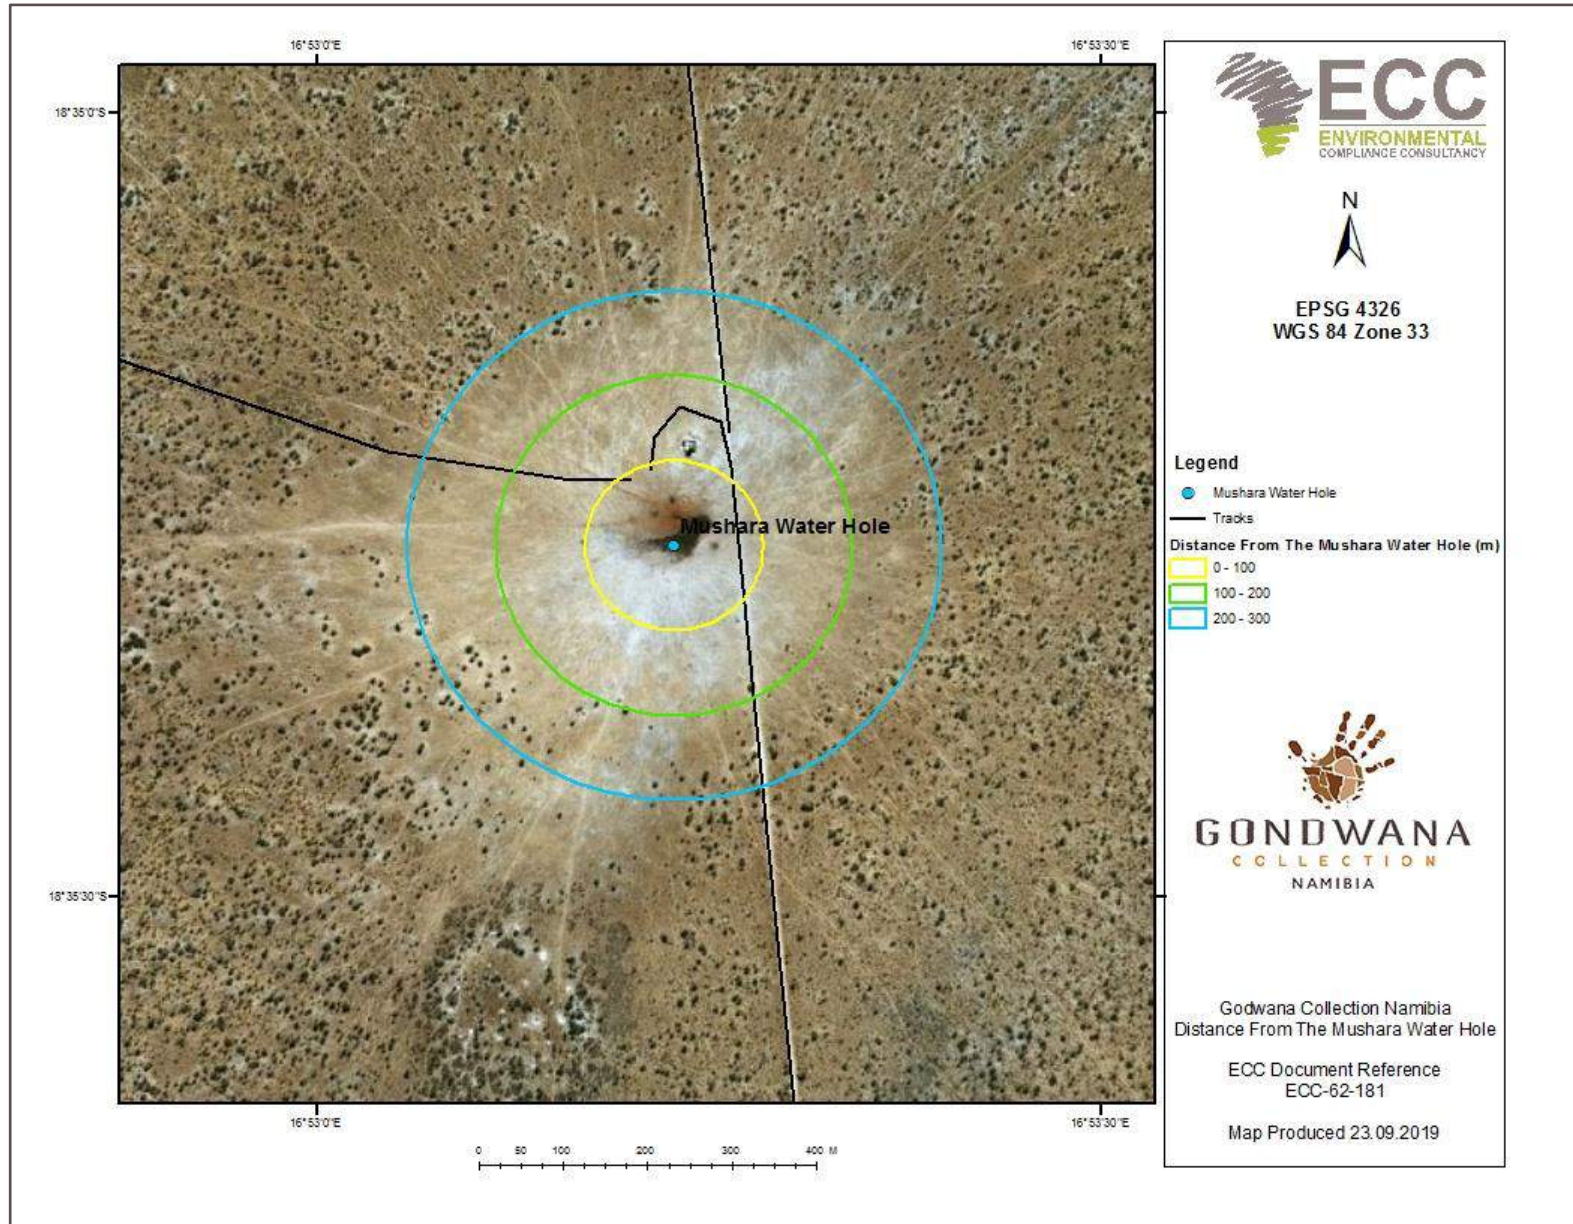 16°53'0"E
16°53'30"E
18°35'0"S
18°35'30"S
Mushara Water Hole
16°53'0"E
16°53'30"E
0 50 100 200 300 400 M
ECC
ENVIRONMENTAL
COMPLIANCE CONSULTANCY
N
EPSG 4326
WGS 84 Zone 33
Legend
Mushara Water Hole
Tracks
Distance From The Mushara Water Hole (m)
0 - 100
100 - 200
200 - 300
GONDWANA
COLLECTION
NAMIBIA
Godwana Collection Namibia
Distance From The Mushara Water Hole
ECC Document Reference
ECC-62-181
Map Produced 23.09.2019